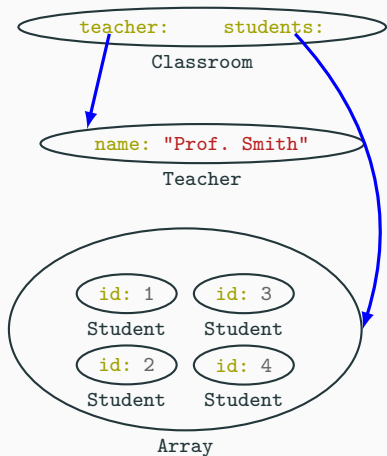 teacher: students:
Classroom
name: "Prof. Smith"
Teacher
id: 1 id: 3
Student Student
id: 2 id: 4
Student Student
Array